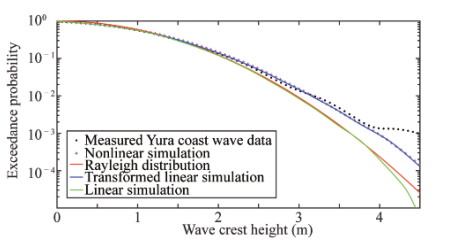 10⁰
10⁻¹
10⁻²
10⁻³
10⁻⁴
Exceedance probability
Measured Yura coast wave data
Nonlinear simulation
Rayleigh distribution
Transformed linear simulation
Linear simulation
0 1 2 3 4
Wave crest height (m)